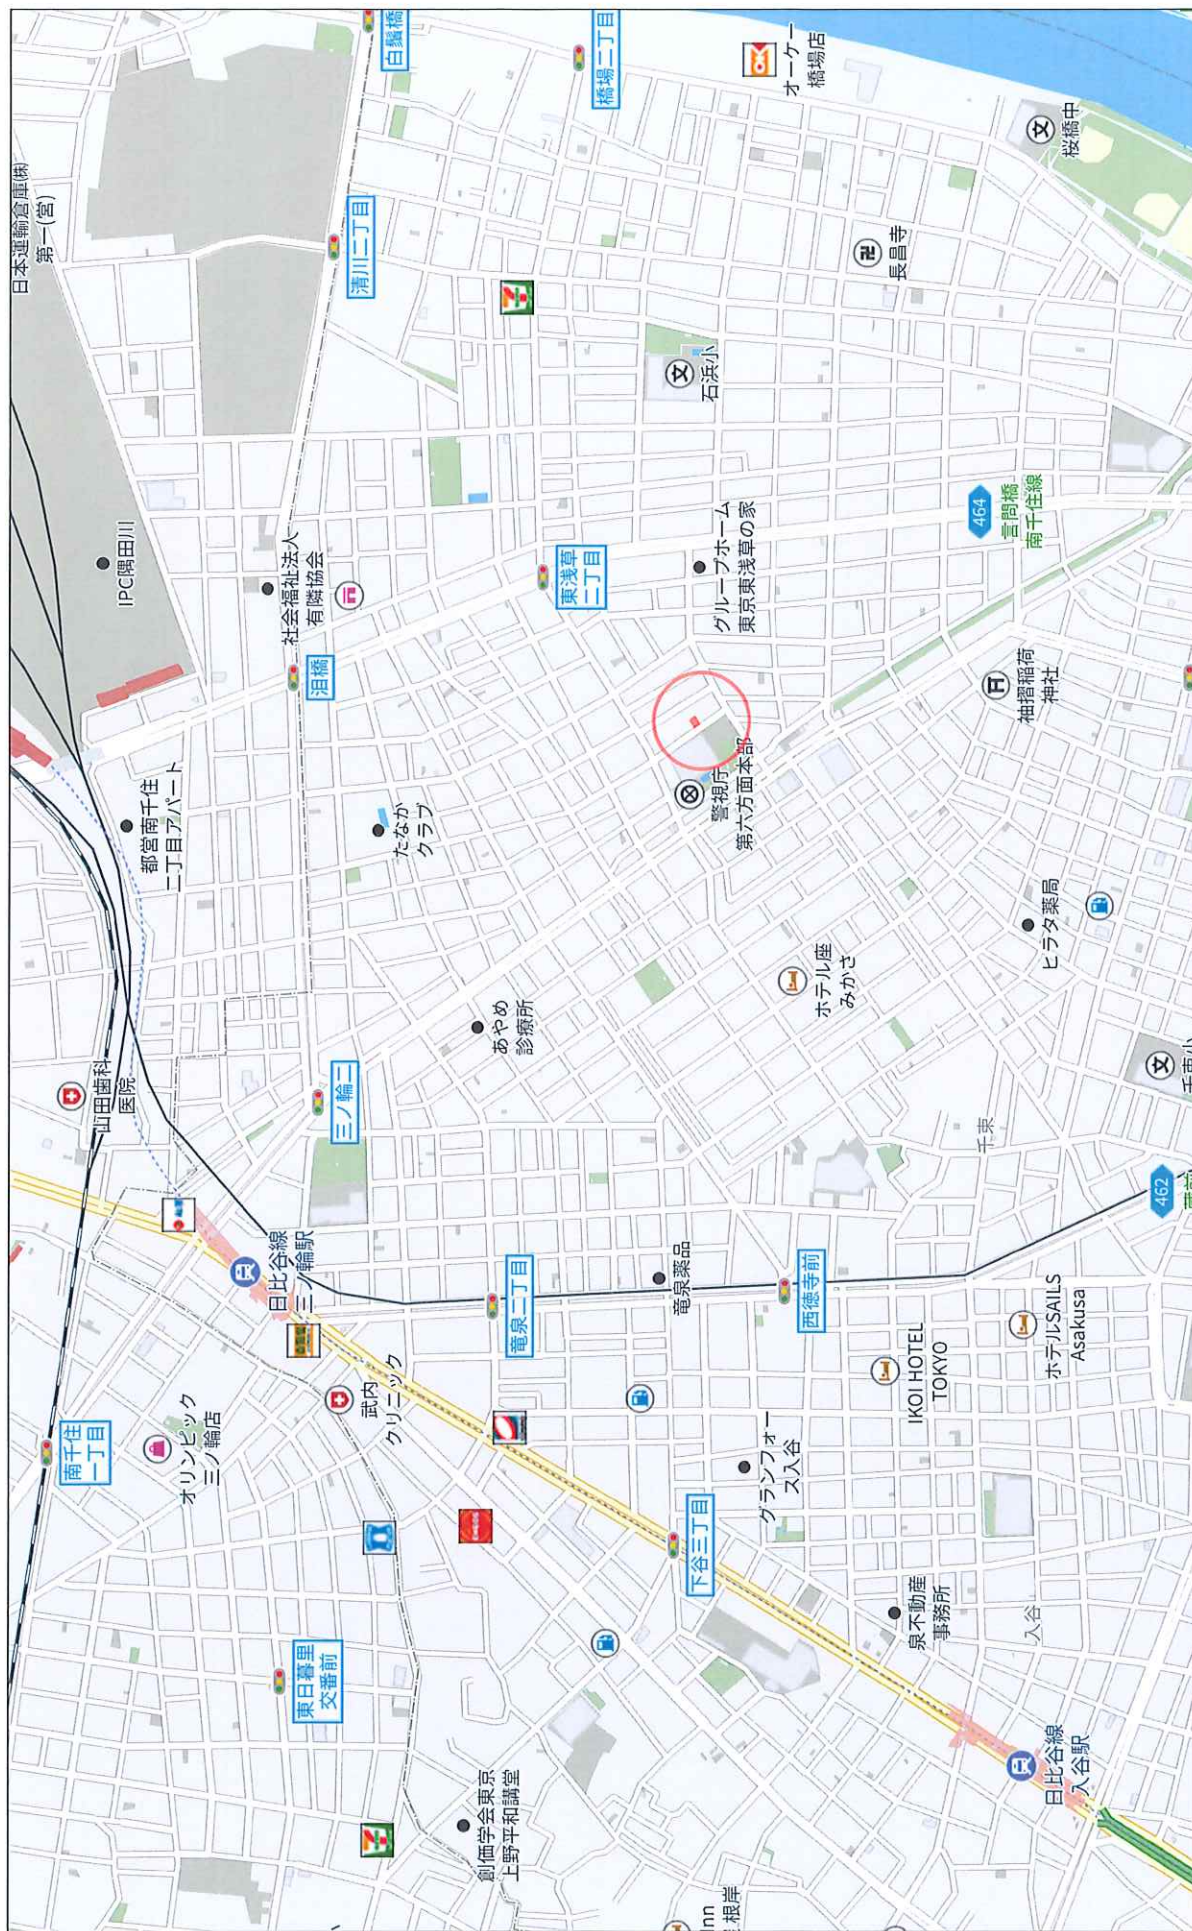 日本運輸倉庫(株)
第一(営)
白鬚橋
橋場二丁目
オーケー
橋場店
桜橋中
清川二丁目
長昌寺
石浜小
IPC隅田川
社会福祉法人
有隣協会
泪橋
東浅草
二丁目
グループホーム
東京東浅草の家
464
言問橋
南千住線
袖摺稲荷
神社
都営南千住
二丁目アパート
たなか
クラブ
警視庁
第六方面本部
ヒラタ薬局
ホテル座
みかさ
あやめ
診療所
三ノ輪二
山田歯科
医院
千束
462
日比谷線
三ノ輪駅
竜泉二丁目
竜泉薬品
西徳寺前
ホテルSAILS
Asakusa
IKOI HOTEL
TOKYO
武内
クリニック
南千住
一丁目
オリンピック
三ノ輪店
グランフォー
ス入谷
ENEOS
下谷三丁目
泉不動産
事務所
入谷
東日暮里
交番前
日比谷線
入谷駅
創価学会東京
上野平和講堂
根岸